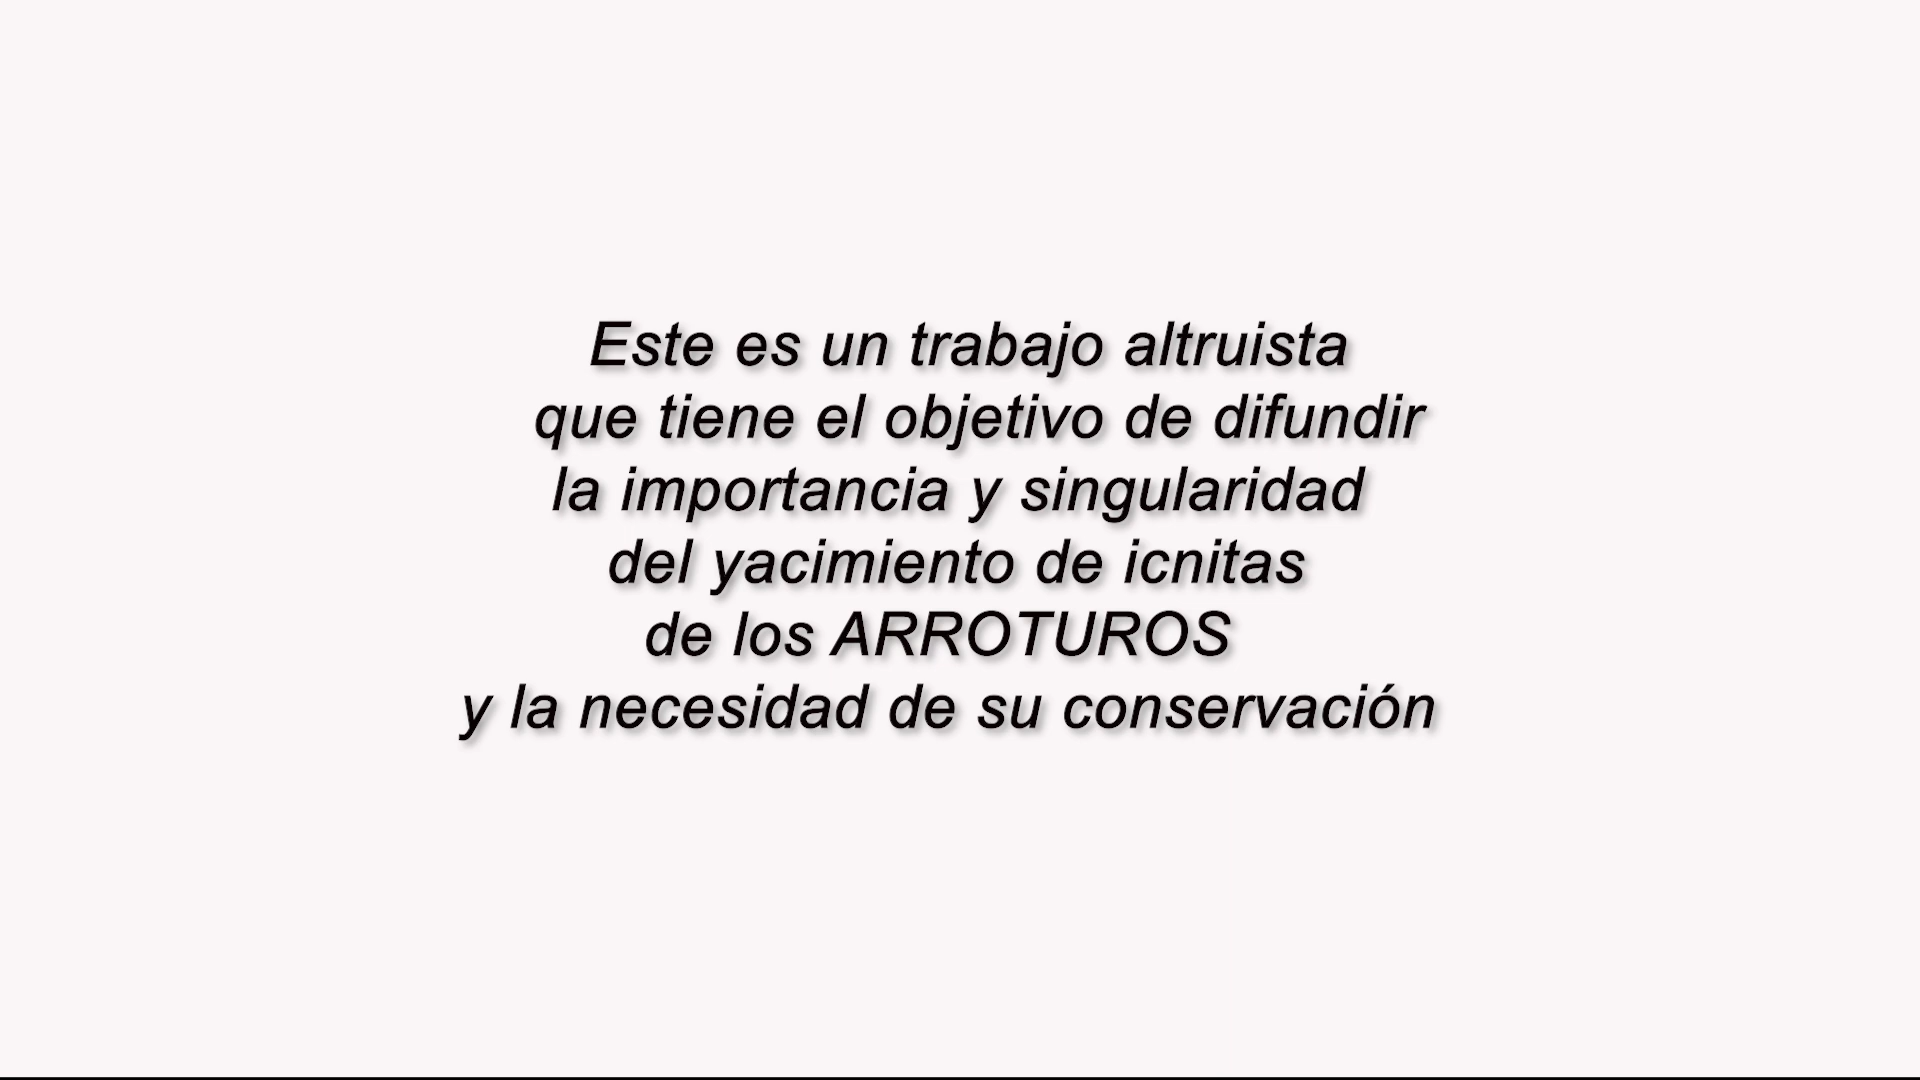 Este es un trabajo altruista
que tiene el objetivo de difundir
la importancia y singularidad
del yacimiento de icnitas
de los ARROTUROS
y la necesidad de su conservación